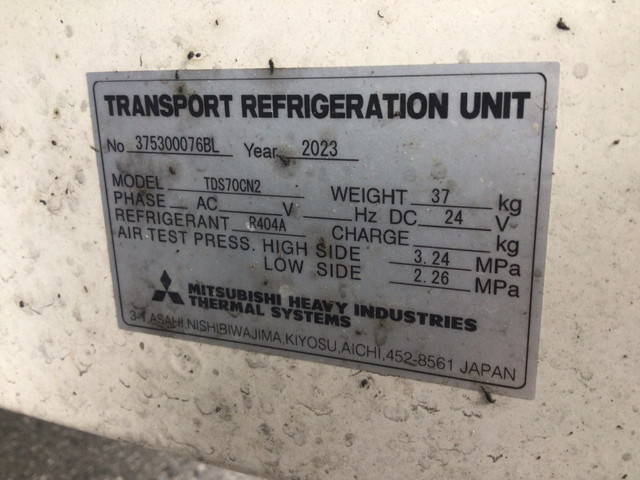 TRANSPORT REFRIGERATION UNIT
No 375300076BL Year 2023
MODEL TDS70CN2 WEIGHT 37 kg
PHASE AC V Hz DC 24 V
REFRIGERANT R404A CHARGE kg
AIR TEST PRESS. HIGH SIDE 3.24 MPa
LOW SIDE 2.26 MPa
MITSUBISHI HEAVY INDUSTRIES
THERMAL SYSTEMS
3-1,ASAHI,NISHIBIWAJIMA,KIYOSU,AICHI,452-8561 JAPAN